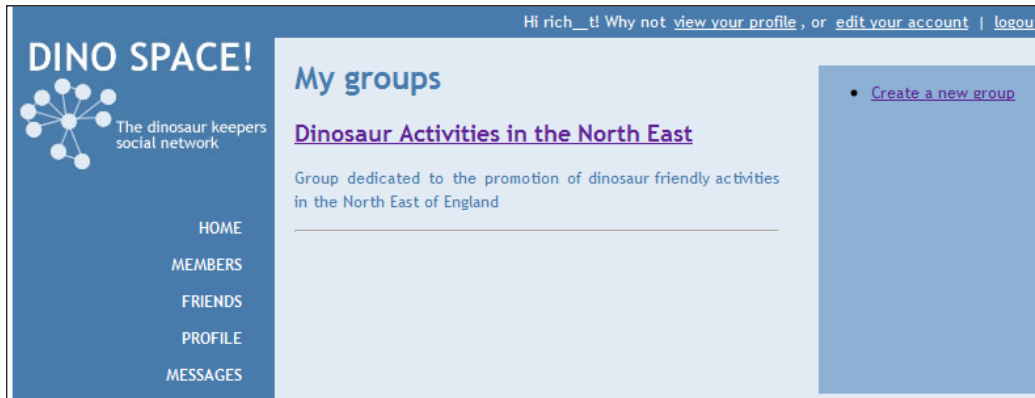 Hi rich__t! Why not view your profile , or edit your account | logou
DINO SPACE!
The dinosaur keepers
social network
HOME
MEMBERS
FRIENDS
PROFILE
MESSAGES
My groups
Dinosaur Activities in the North East
Group dedicated to the promotion of dinosaur friendly activities
in the North East of England
• Create a new group